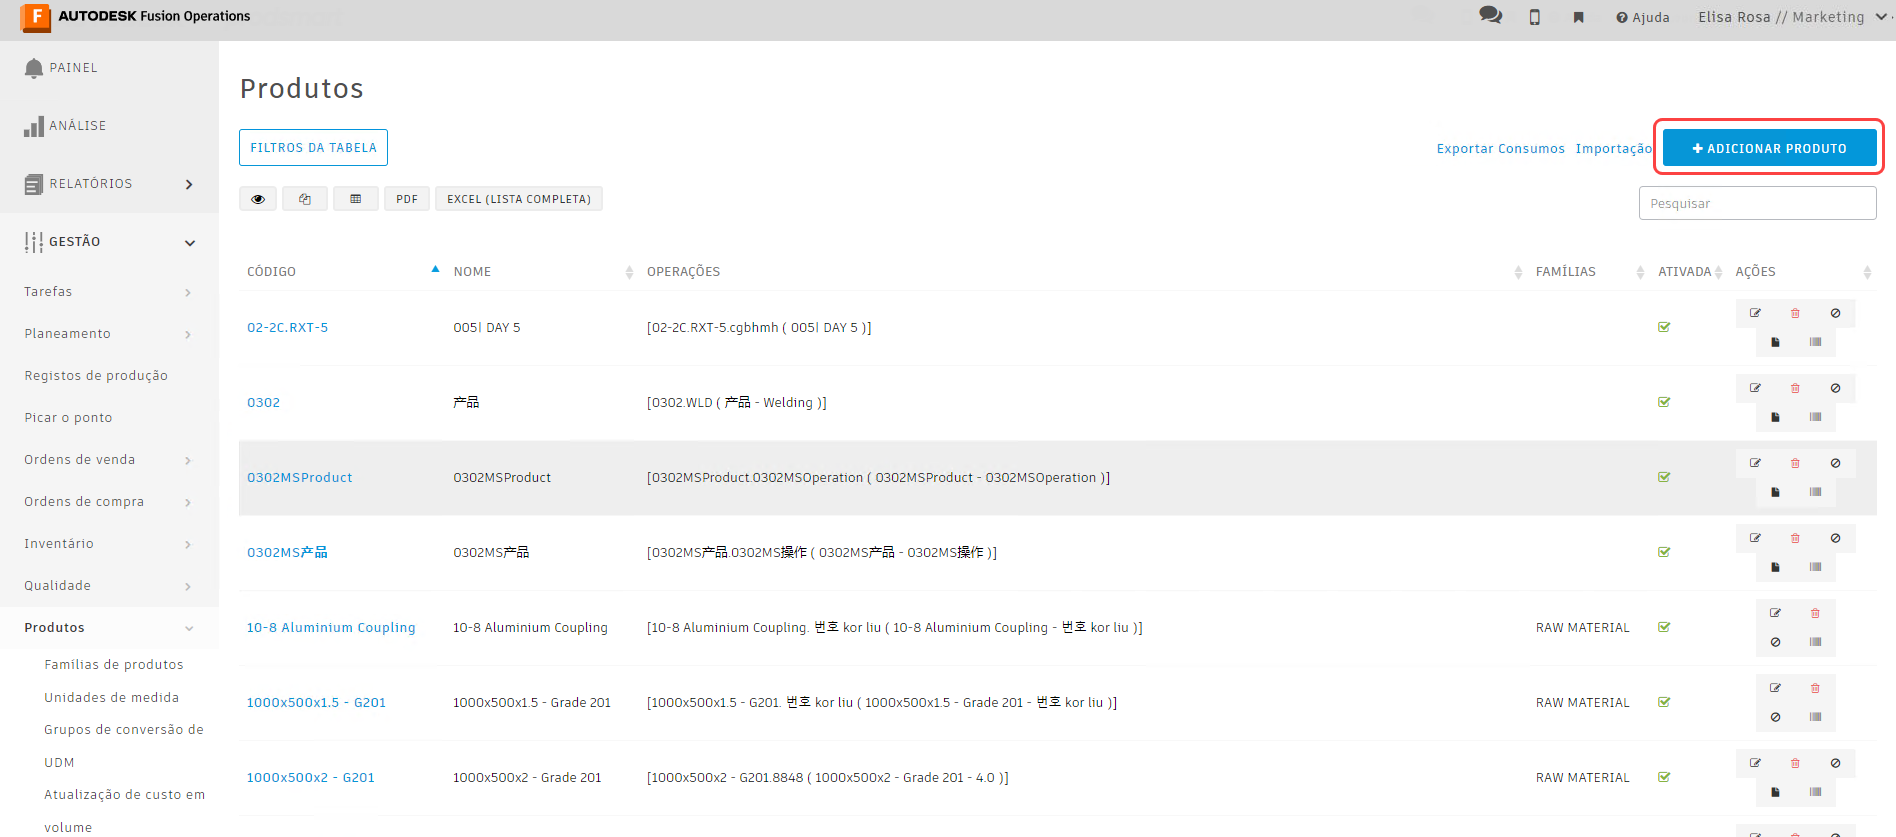 AUTODESK Fusion Operations
Ajuda
Elisa Rosa // Marketing
PAINEL
ANÁLISE
RELATÓRIOS
GESTÃO
Tarefas
Planeamento
Registos de produção
Picar o ponto
Ordens de venda
Ordens de compra
Inventário
Qualidade
Produtos
Famílias de produtos
Unidades de medida
Grupos de conversão de
UDM
Atualização de custo em
volume
Produtos
FILTROS DA TABELA
Exportar Consumos Importação + ADICIONAR PRODUTO
PDF EXCEL (LISTA COMPLETA)
Pesquisar
CÓDIGO NOME OPERAÇÕES FAMÍLIAS ATIVADA AÇÕES
02-2C.RXT-5 005| DAY 5 [02-2C.RXT-5.cgbhmh ( 005| DAY 5 )]
0302 产品 [0302.WLD ( 产品 - Welding )]
0302MSProduct 0302MSProduct [0302MSProduct.0302MSOperation ( 0302MSProduct - 0302MSOperation )]
0302MS产品 0302MS产品 [0302MS产品.0302MS操作 ( 0302MS产品 - 0302MS操作 )]
10-8 Aluminium Coupling 10-8 Aluminium Coupling [10-8 Aluminium Coupling. 번호 kor liu ( 10-8 Aluminium Coupling - 번호 kor liu )] RAW MATERIAL
1000x500x1.5 - G201 1000x500x1.5 - Grade 201 [1000x500x1.5 - G201. 번호 kor liu ( 1000x500x1.5 - Grade 201 - 번호 kor liu )] RAW MATERIAL
1000x500x2 - G201 1000x500x2 - Grade 201 [1000x500x2 - G201.8848 ( 1000x500x2 - Grade 201 - 4.0 )] RAW MATERIAL